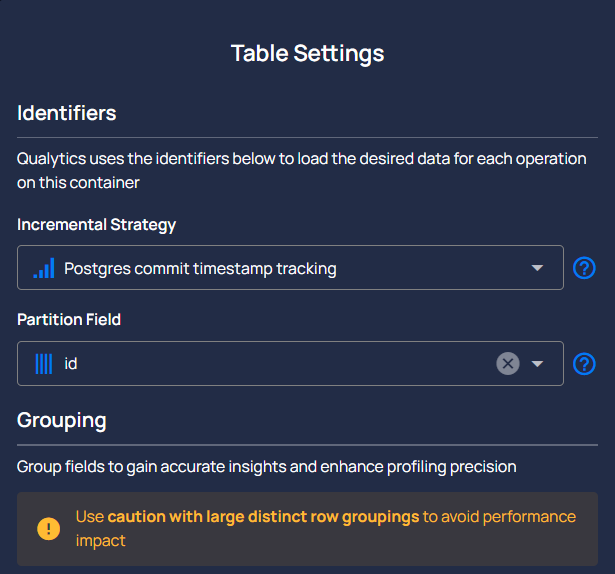 Table Settings
Identifiers
Qualytics uses the identifiers below to load the desired data for each operation
on this container
Incremental Strategy
Postgres commit timestamp tracking
Partition Field
id
Grouping
Group fields to gain accurate insights and enhance profiling precision
Use caution with large distinct row groupings to avoid performance
impact